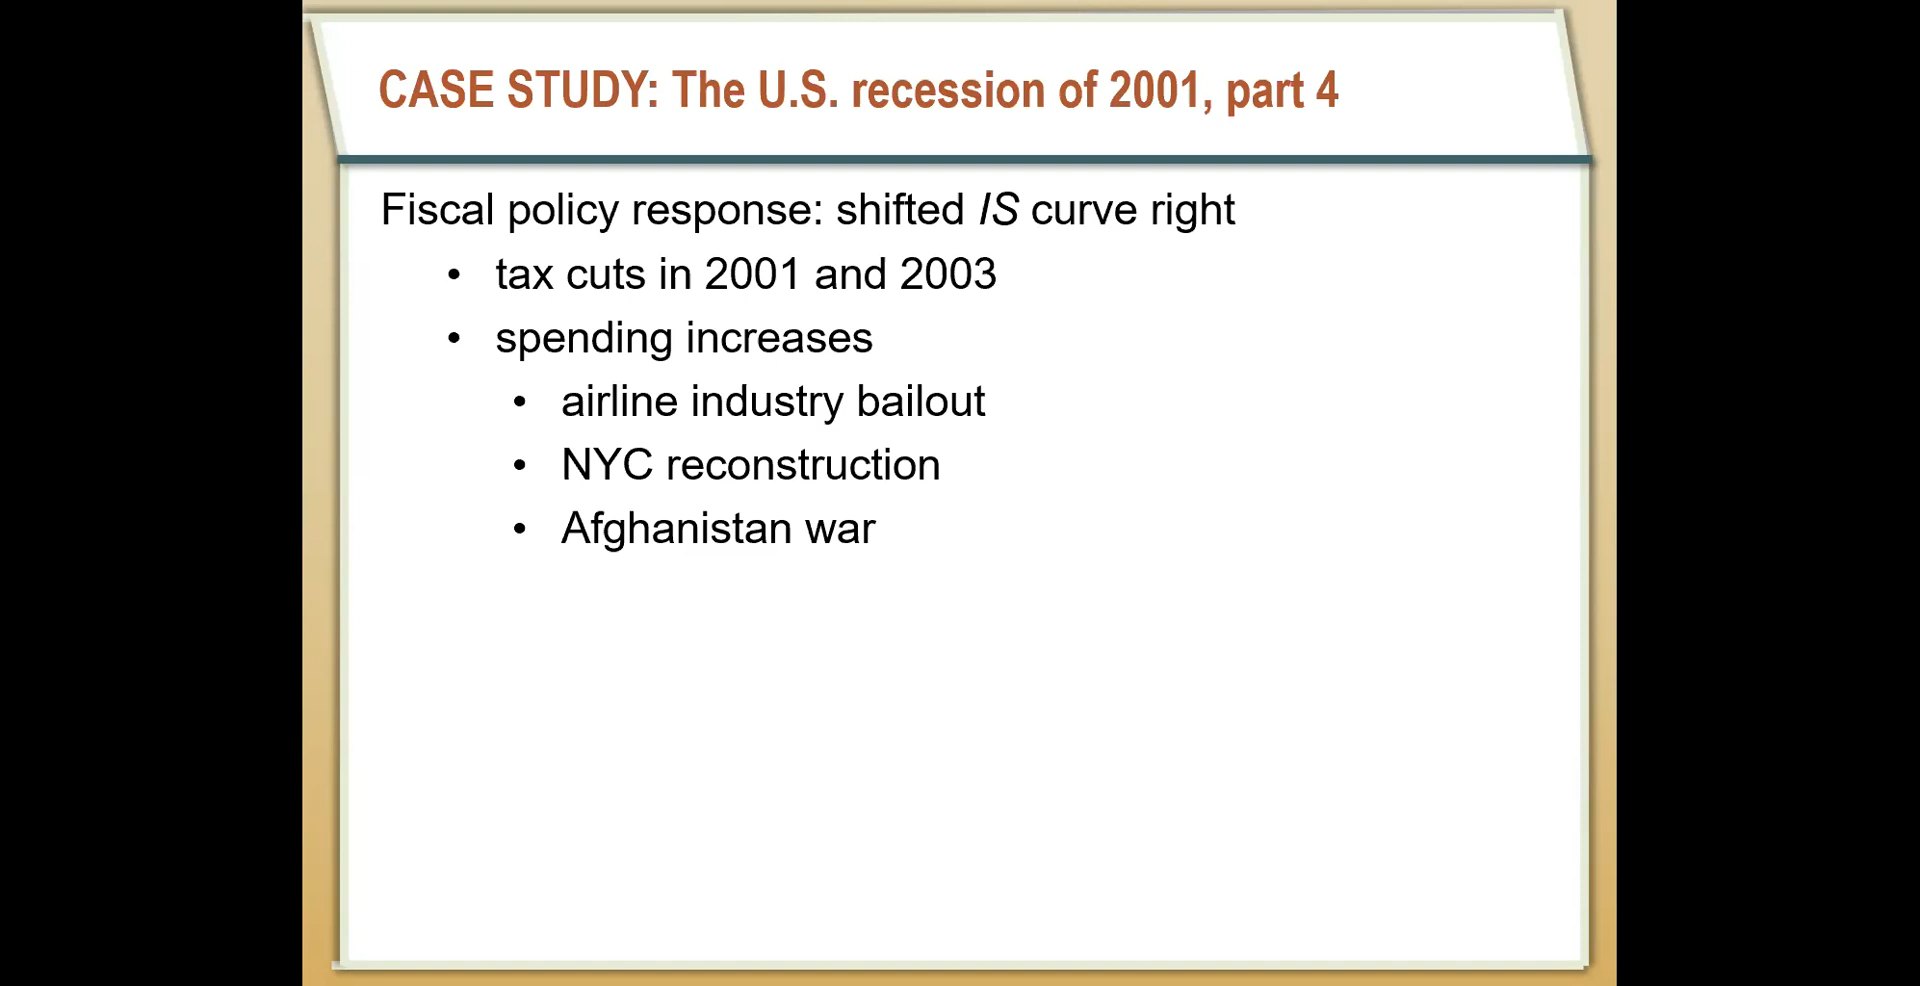 CASE STUDY: The U.S. recession of 2001, part 4
Fiscal policy response: shifted IS curve right
• tax cuts in 2001 and 2003
• spending increases
• airline industry bailout
• NYC reconstruction
• Afghanistan war